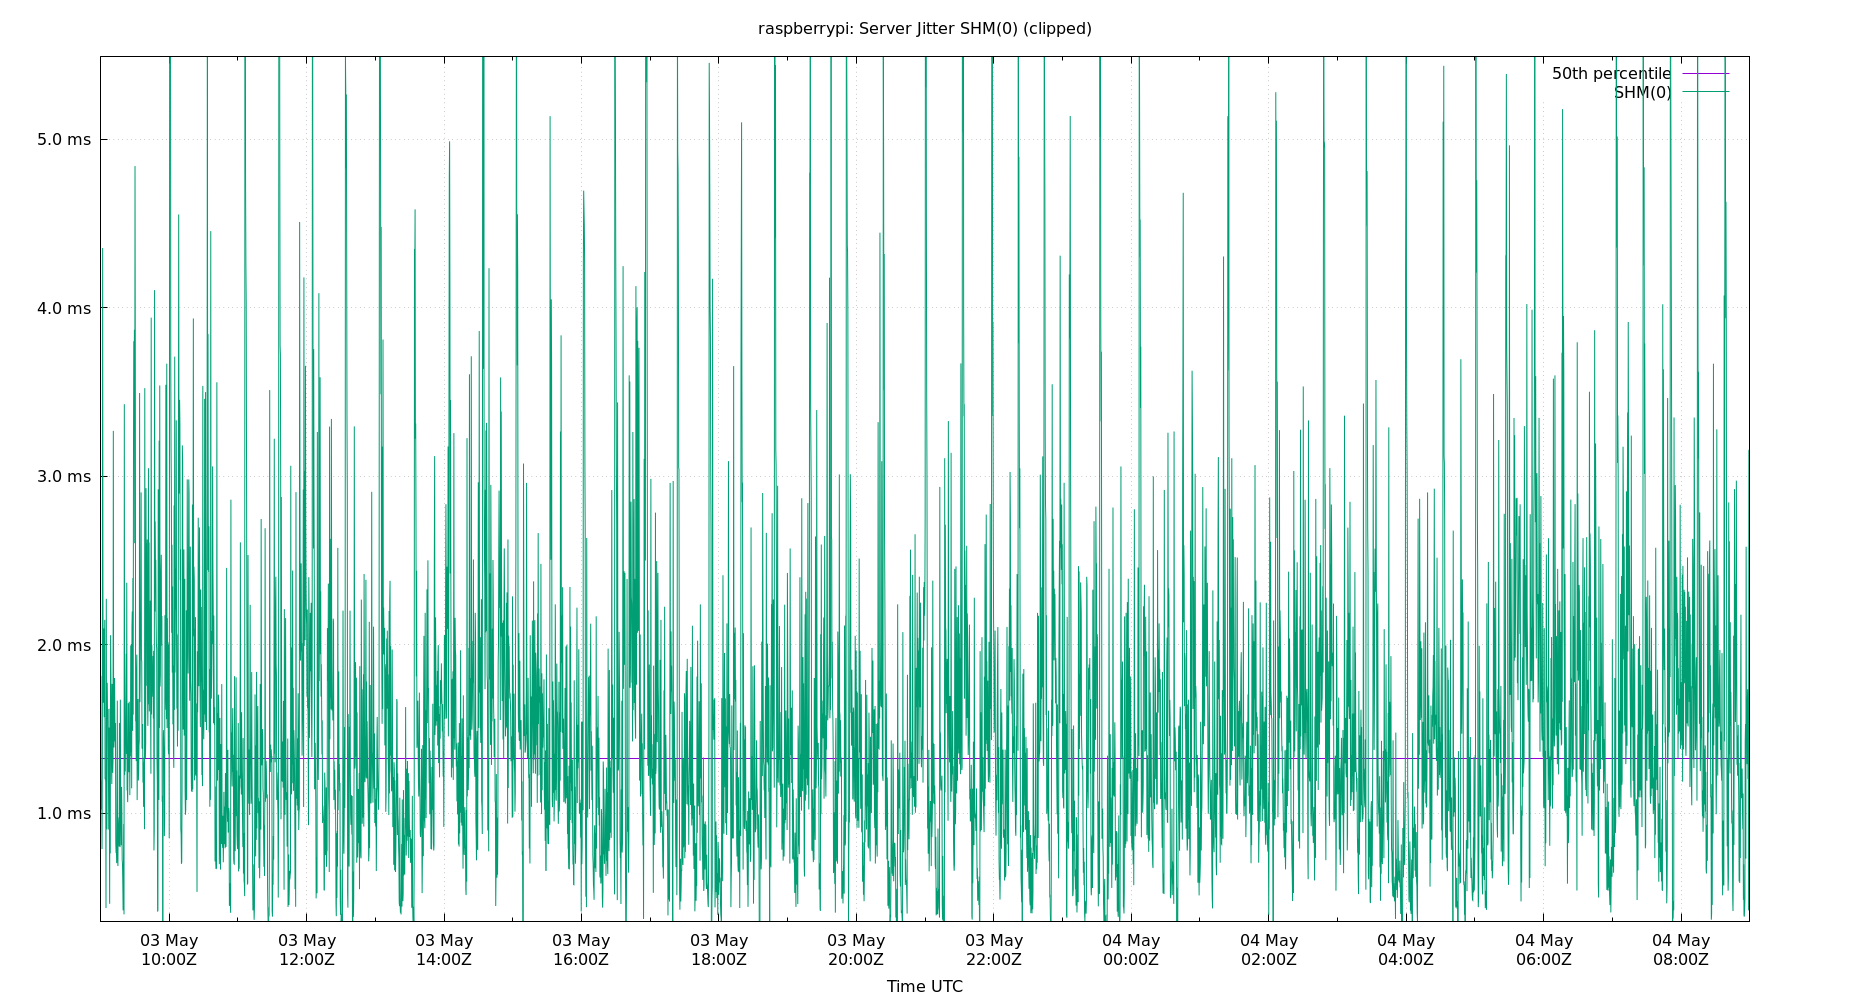 raspberrypi: Server Jitter SHM(0) (clipped)
50th percentile
SHM(0)
5.0 ms
4.0 ms
3.0 ms
2.0 ms
1.0 ms
03 May 03 May 03 May 03 May 03 May 03 May 03 May 04 May 04 May 04 May 04 May 04 May
10:00Z 12:00Z 14:00Z 16:00Z 18:00Z 20:00Z 22:00Z 00:00Z 02:00Z 04:00Z 06:00Z 08:00Z
Time UTC